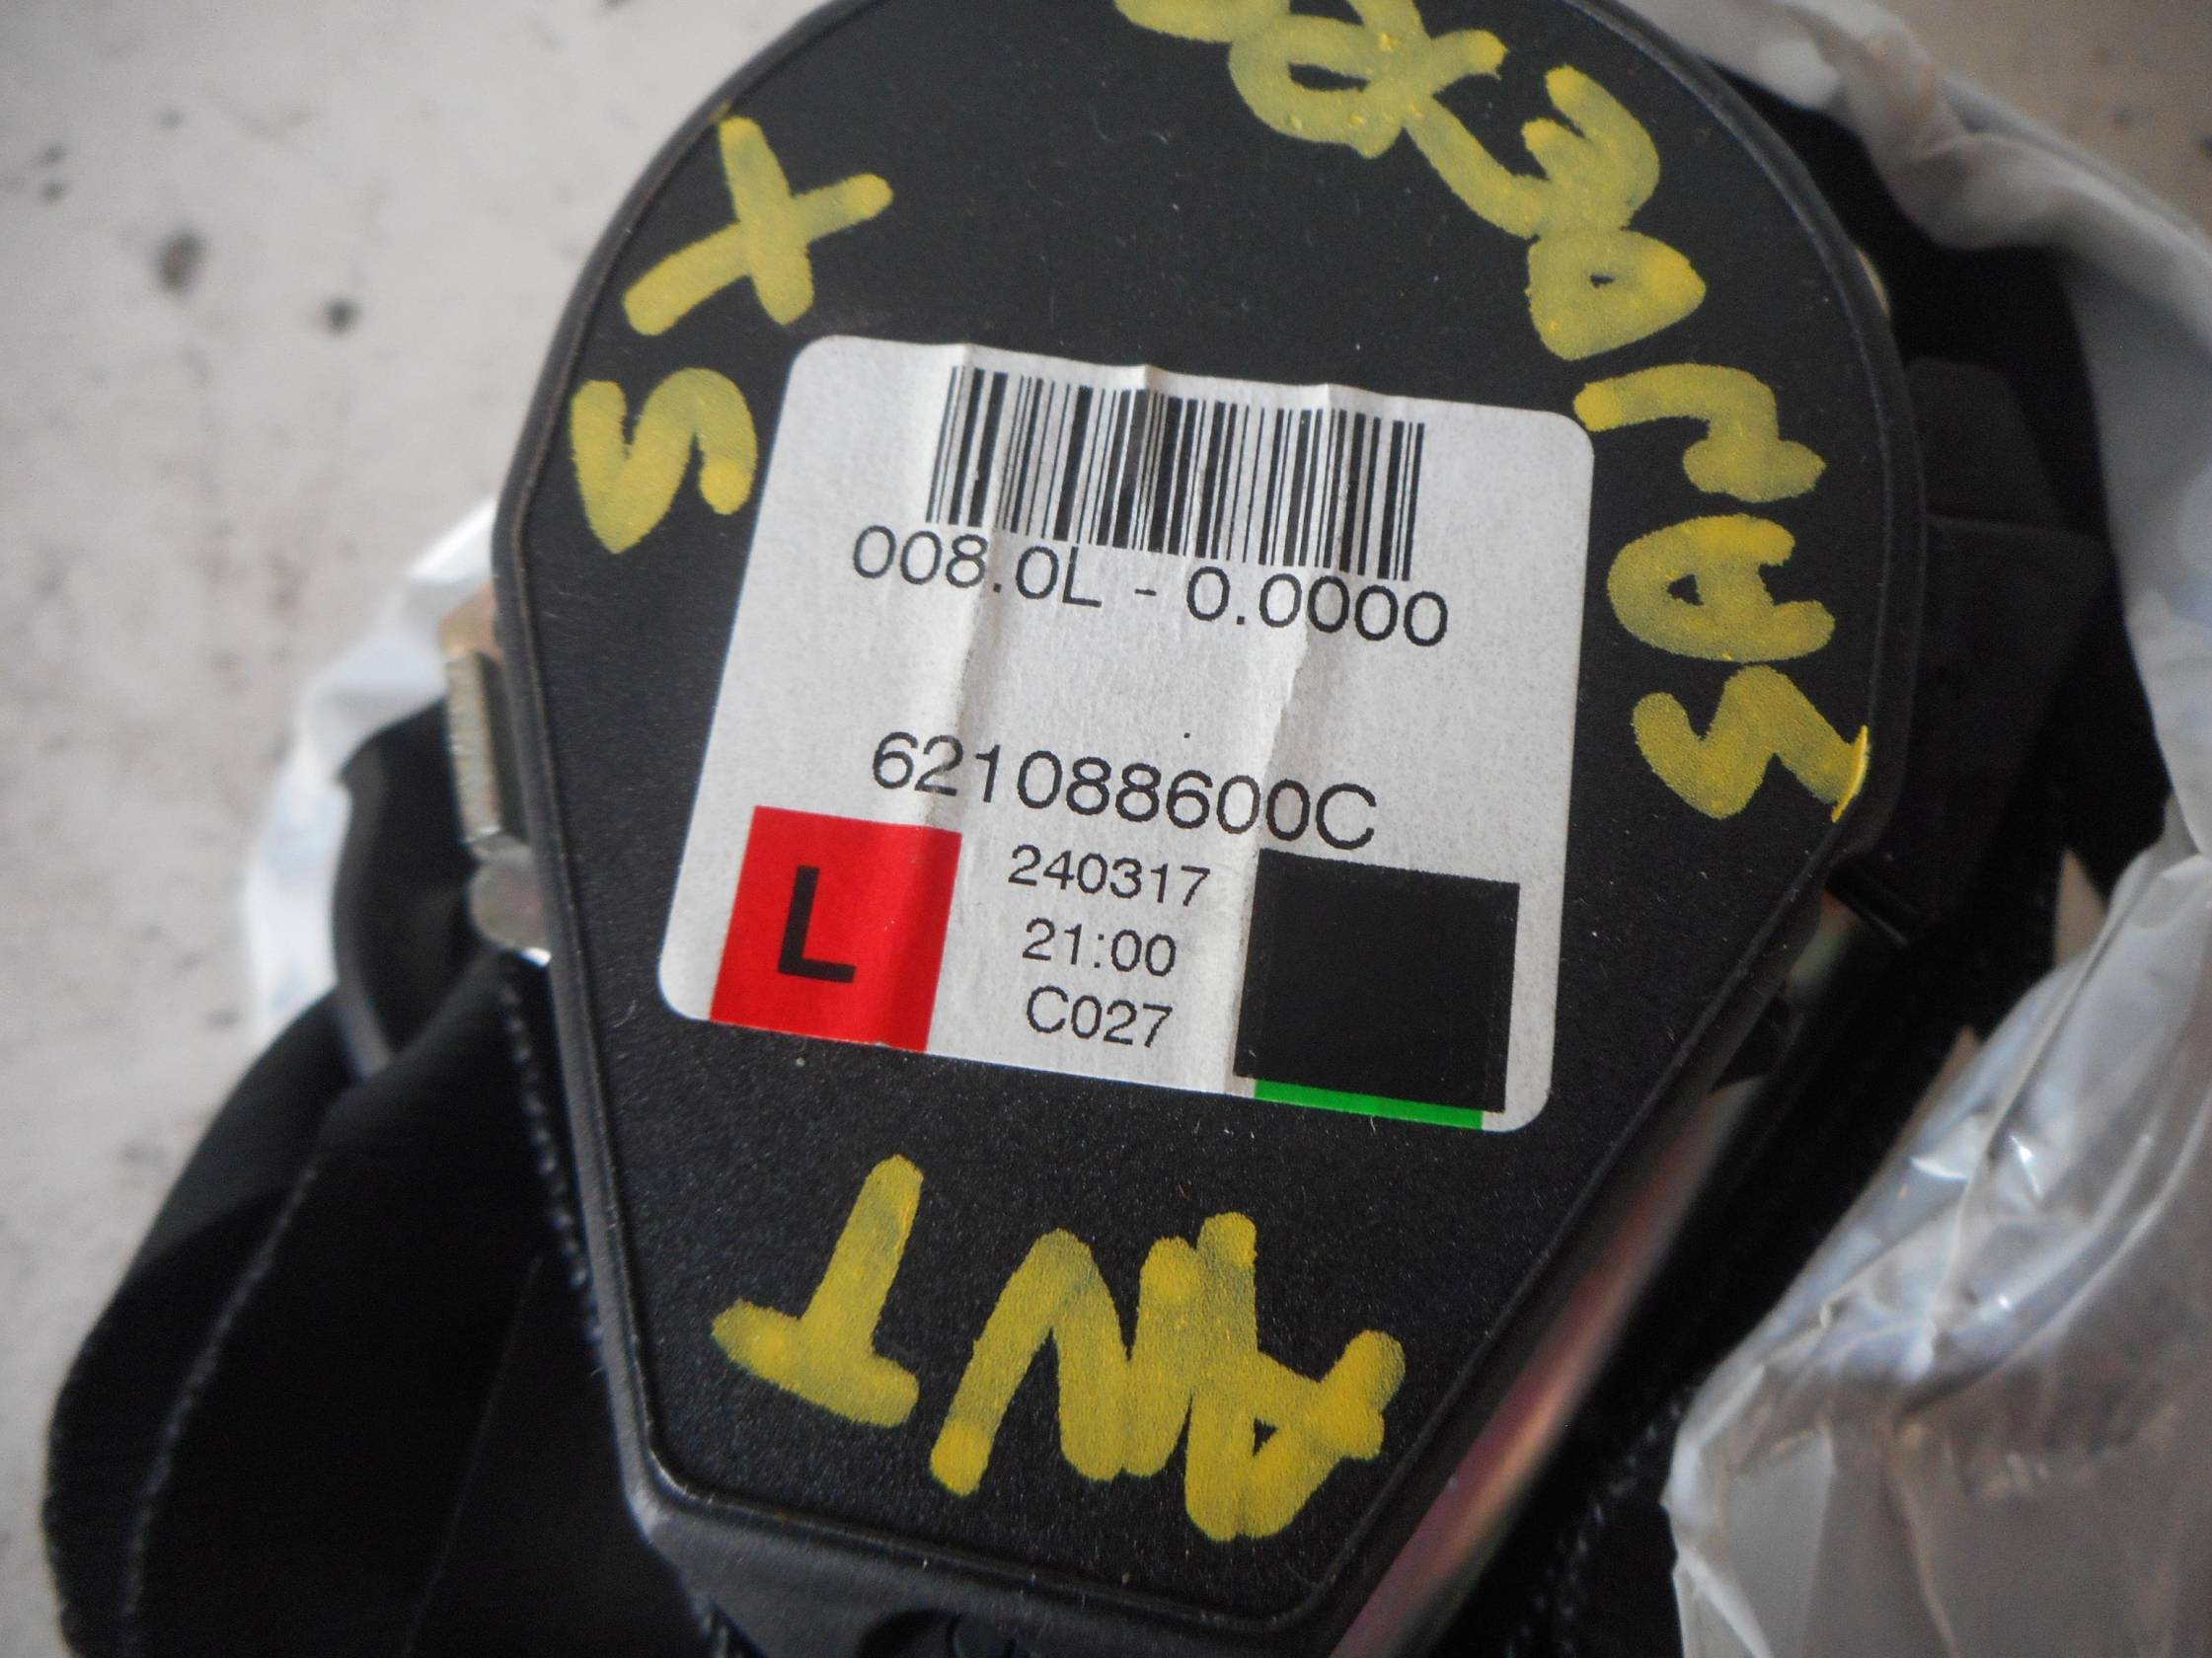 SX
008.0L - 0.0000
621088600C
L
240317
21:00
C027
ANT